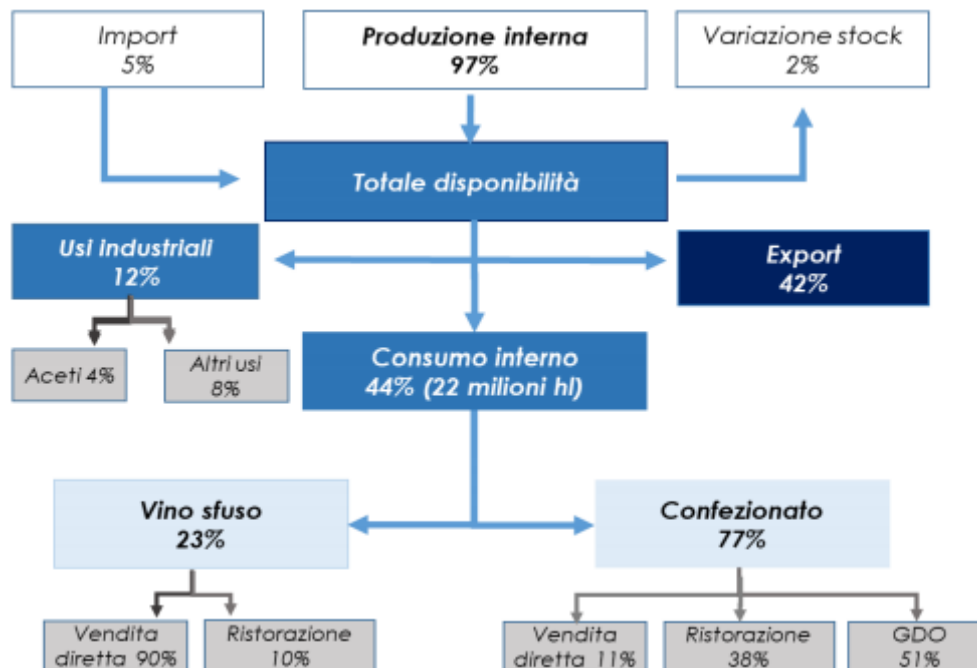 Import
5%
Produzione interna
97%
Variazione stock
2%
Totale disponibilità
Usi industriali
12%
Export
42%
Aceti 4%
Altri usi
8%
Consumo interno
44% (22 milioni hl)
Vino sfuso
23%
Confezionato
77%
Vendita
diretta 90%
Ristorazione
10%
Vendita
diretta 11%
Ristorazione
38%
GDO
51%